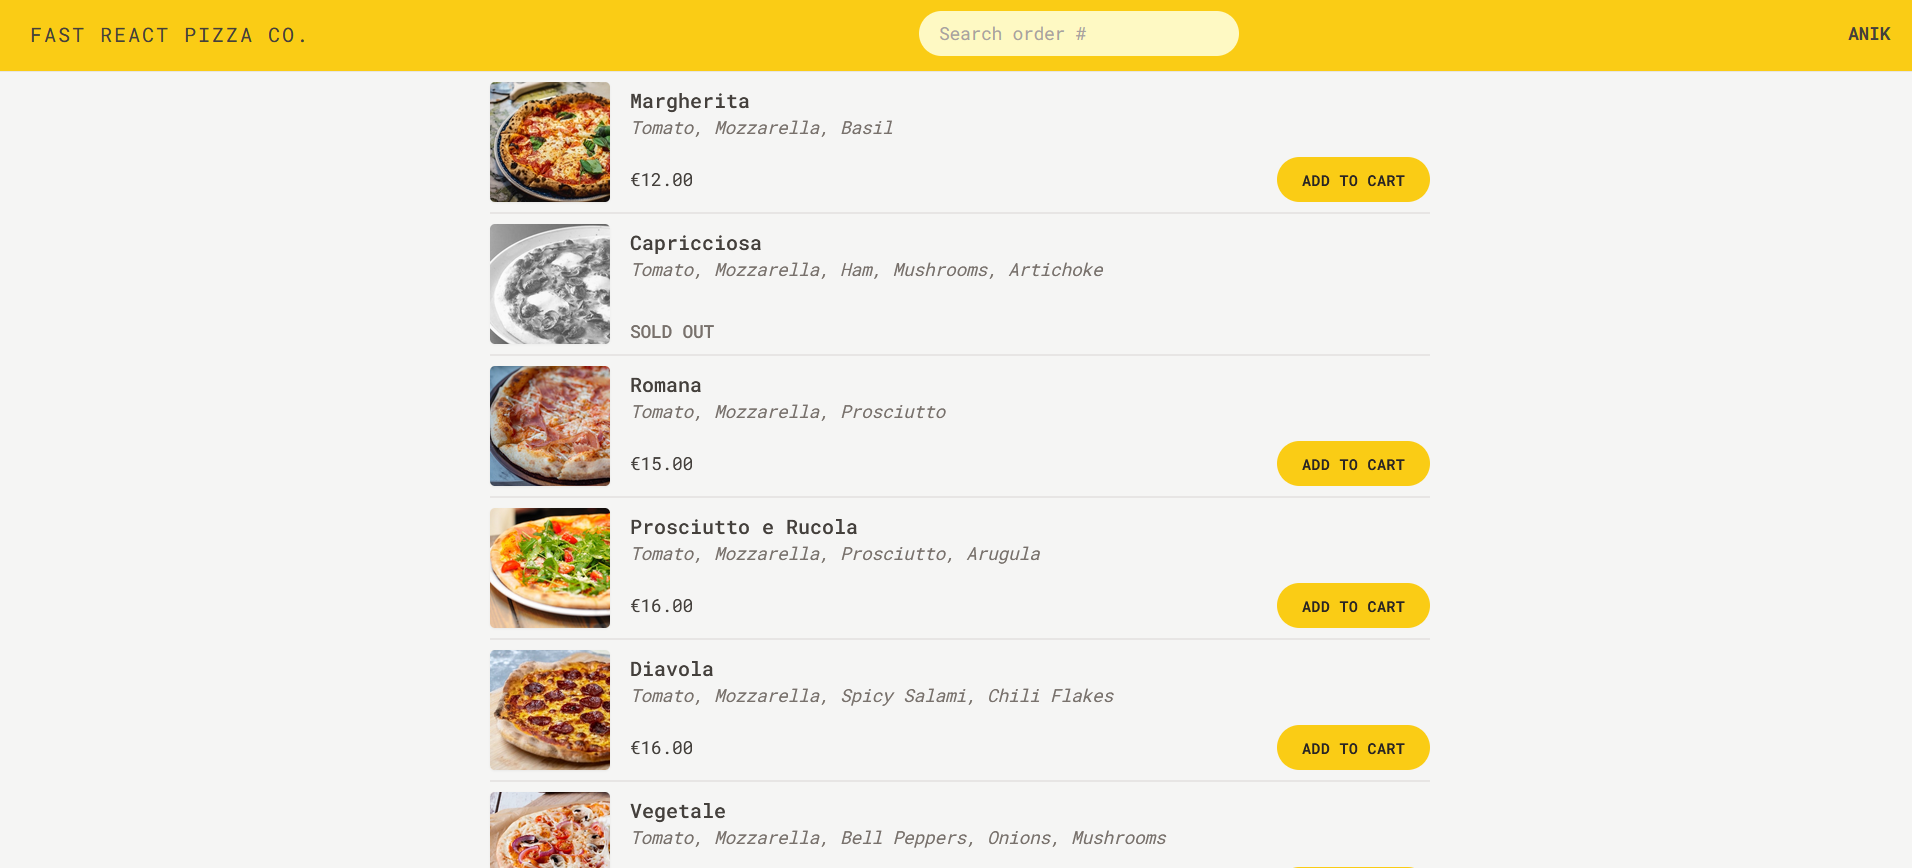 FAST REACT PIZZA CO.
Search order #
ANIK
Margherita
Tomato, Mozzarella, Basil
€12.00
ADD TO CART
Capricciosa
Tomato, Mozzarella, Ham, Mushrooms, Artichoke
SOLD OUT
Romana
Tomato, Mozzarella, Prosciutto
€15.00
ADD TO CART
Prosciutto e Rucola
Tomato, Mozzarella, Prosciutto, Arugula
€16.00
ADD TO CART
Diavola
Tomato, Mozzarella, Spicy Salami, Chili Flakes
€16.00
ADD TO CART
Vegetale
Tomato, Mozzarella, Bell Peppers, Onions, Mushrooms